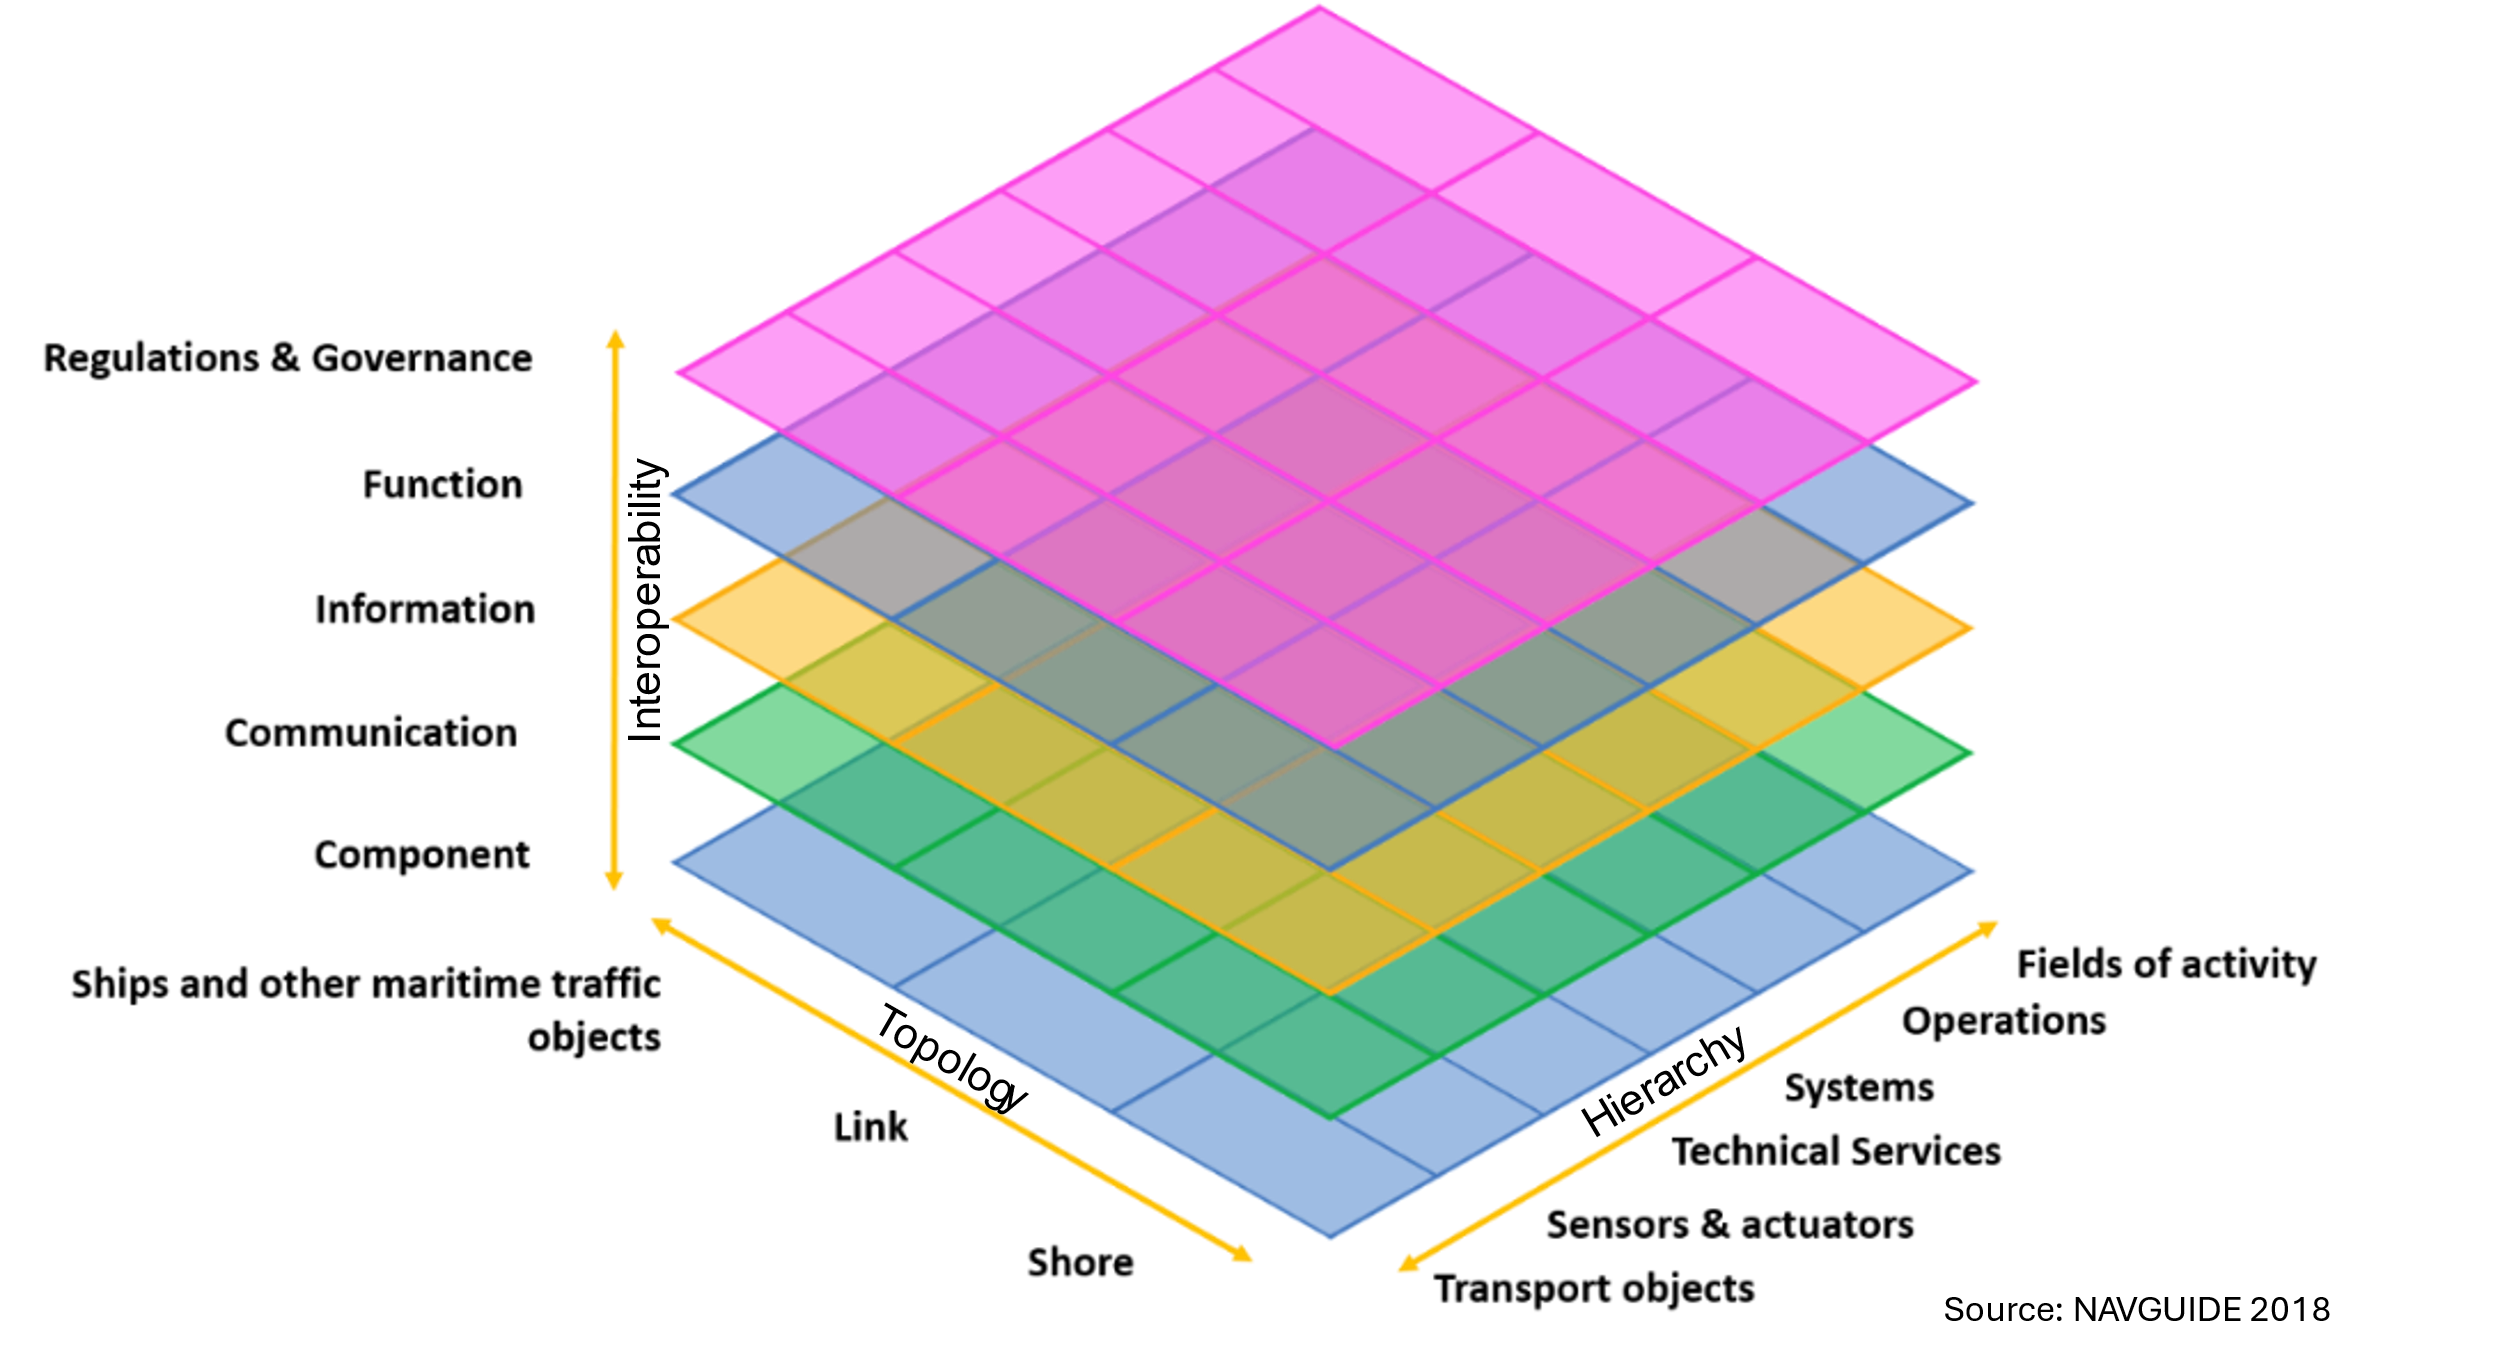 Regulations & Governance
Function
Information
Communication
Component
Interoperability
Ships and other maritime traffic
objects
Link
Shore
Topology
Hierarchy
Fields of activity
Operations
Systems
Technical Services
Sensors & actuators
Transport objects
Source: NAVGUIDE 2018